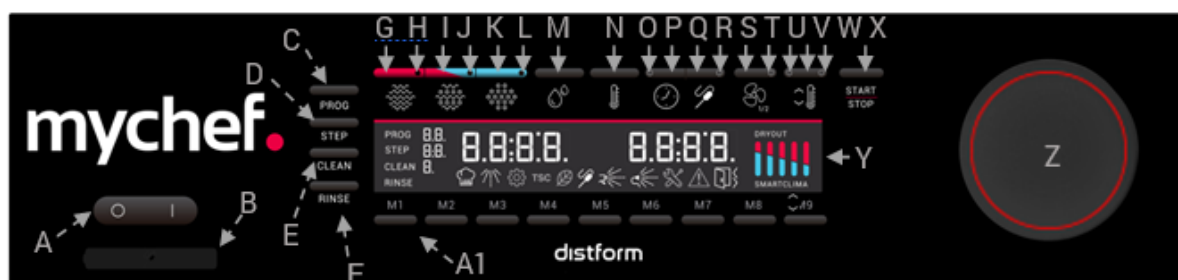 G H I J K L M N O P Q R S T U V W X
C
D
PROG
START
STOP
1/2
mychef.
STEP
PROG 8.8.
STEP 8.8.
CLEAN 8.
RINSE
8.8:8.8. 8.8:8.8.
DRYOUT
TSC
SMARTCLIMA
Y
Z
CLEAN
RINSE
O I
A
B
E
F
M1 M2 M3 M4 M5 M6 M7 M8 M9
A1
distform